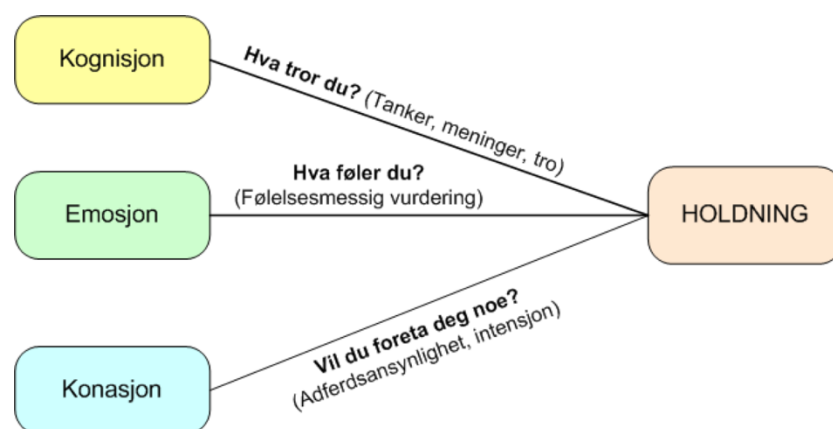 Kognisjon
Hva tror du? (Tanker, meninger, tro)
Hva føler du?
(Følelsesmessig vurdering)
Emosjon
HOLDNING
Vil du foreta deg noe?
(Adferdsansynlighet, intensjon)
Konasjon